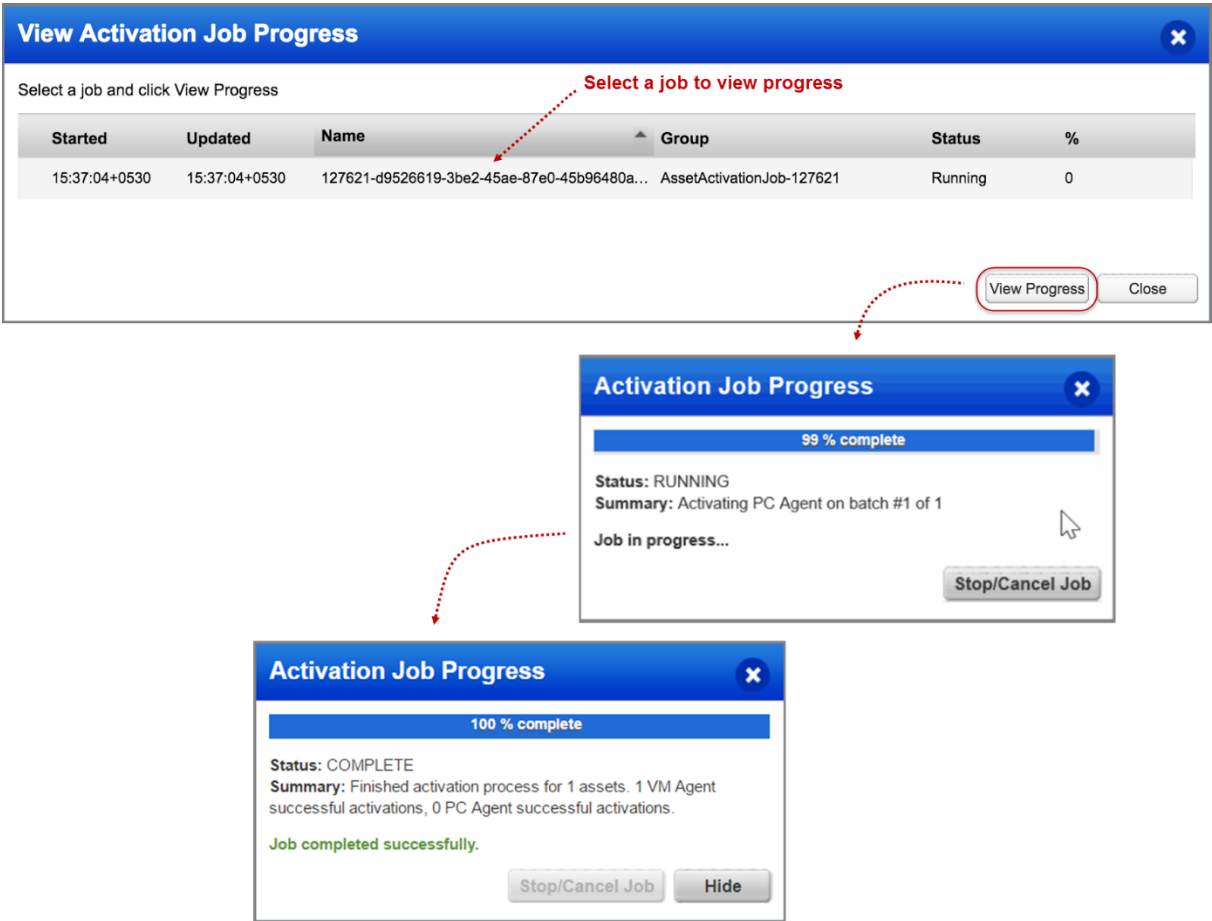 View Activation Job Progress
Select a job and click View Progress
Select a job to view progress
Started Updated Name Group Status %
15:37:04+0530 15:37:04+0530 127621-d9526619-3be2-45ae-87e0-45b96480a... AssetActivationJob-127621 Running 0
View Progress Close
Activation Job Progress
99 % complete
Status: RUNNING
Summary: Activating PC Agent on batch #1 of 1
Job in progress...
Stop/Cancel Job
Activation Job Progress
100 % complete
Status: COMPLETE
Summary: Finished activation process for 1 assets. 1 VM Agent
successful activations, 0 PC Agent successful activations.
Job completed successfully.
Stop/Cancel Job Hide